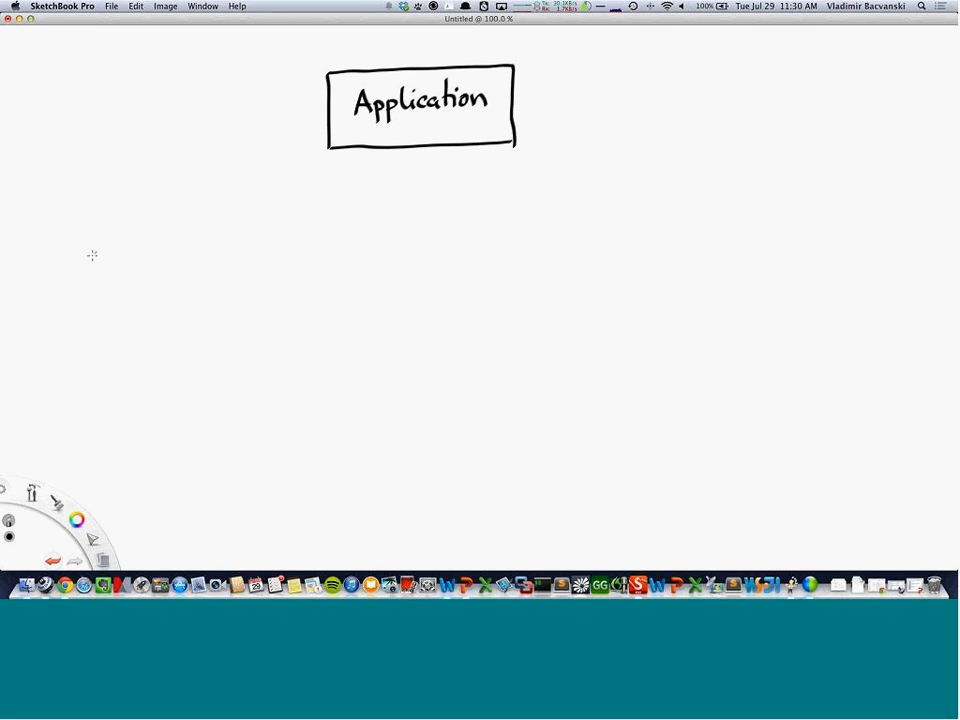 SketchBook Pro File Edit Image Window Help 100% Tue Jul 29 11:30 AM Vladimir Bacvanski
Untitled @ 100.0 %
Application